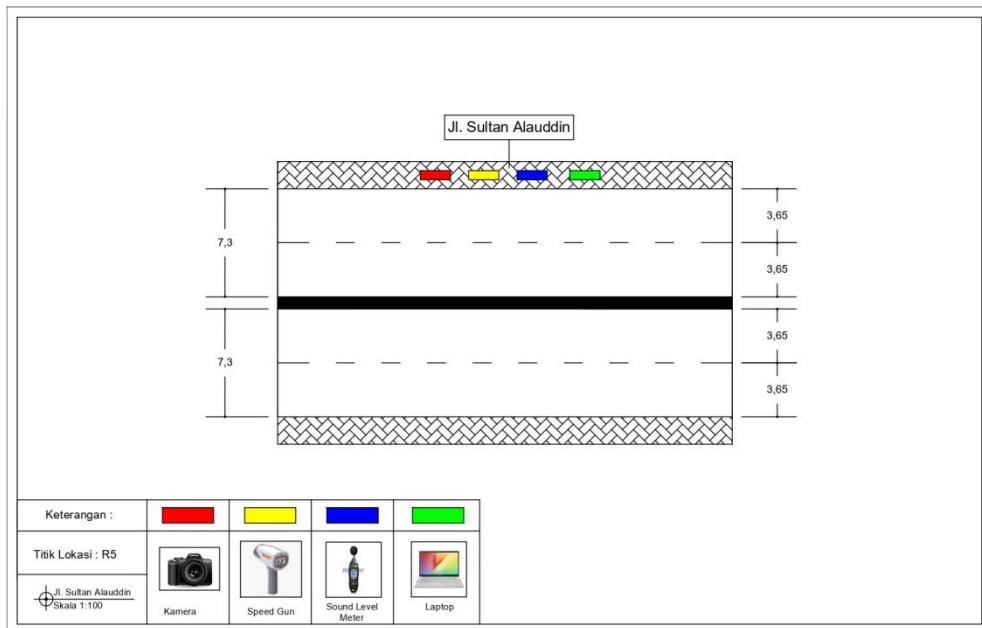 Jl. Sultan Alauddin
7,3
3,65
3,65
7,3
3,65
3,65
Keterangan :
Titik Lokasi : R5
Jl. Sultan Alauddin
Skala 1:100
Kamera
Speed Gun
Sound Level
Meter
Laptop